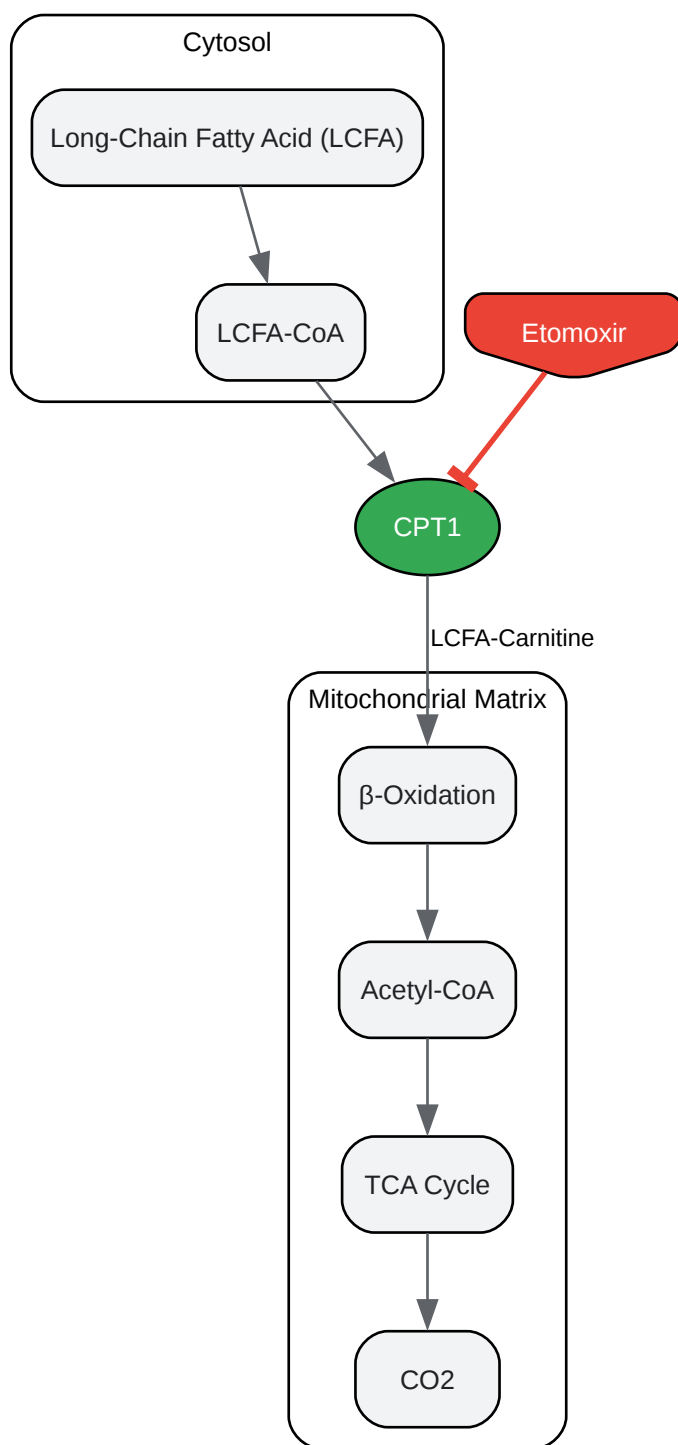 Cytosol
Long-Chain Fatty Acid (LCFA)
LCFA-CoA
Etomoxir
CPT1
LCFA-Carnitine
Mitochondrial Matrix
β-Oxidation
Acetyl-CoA
TCA Cycle
CO2